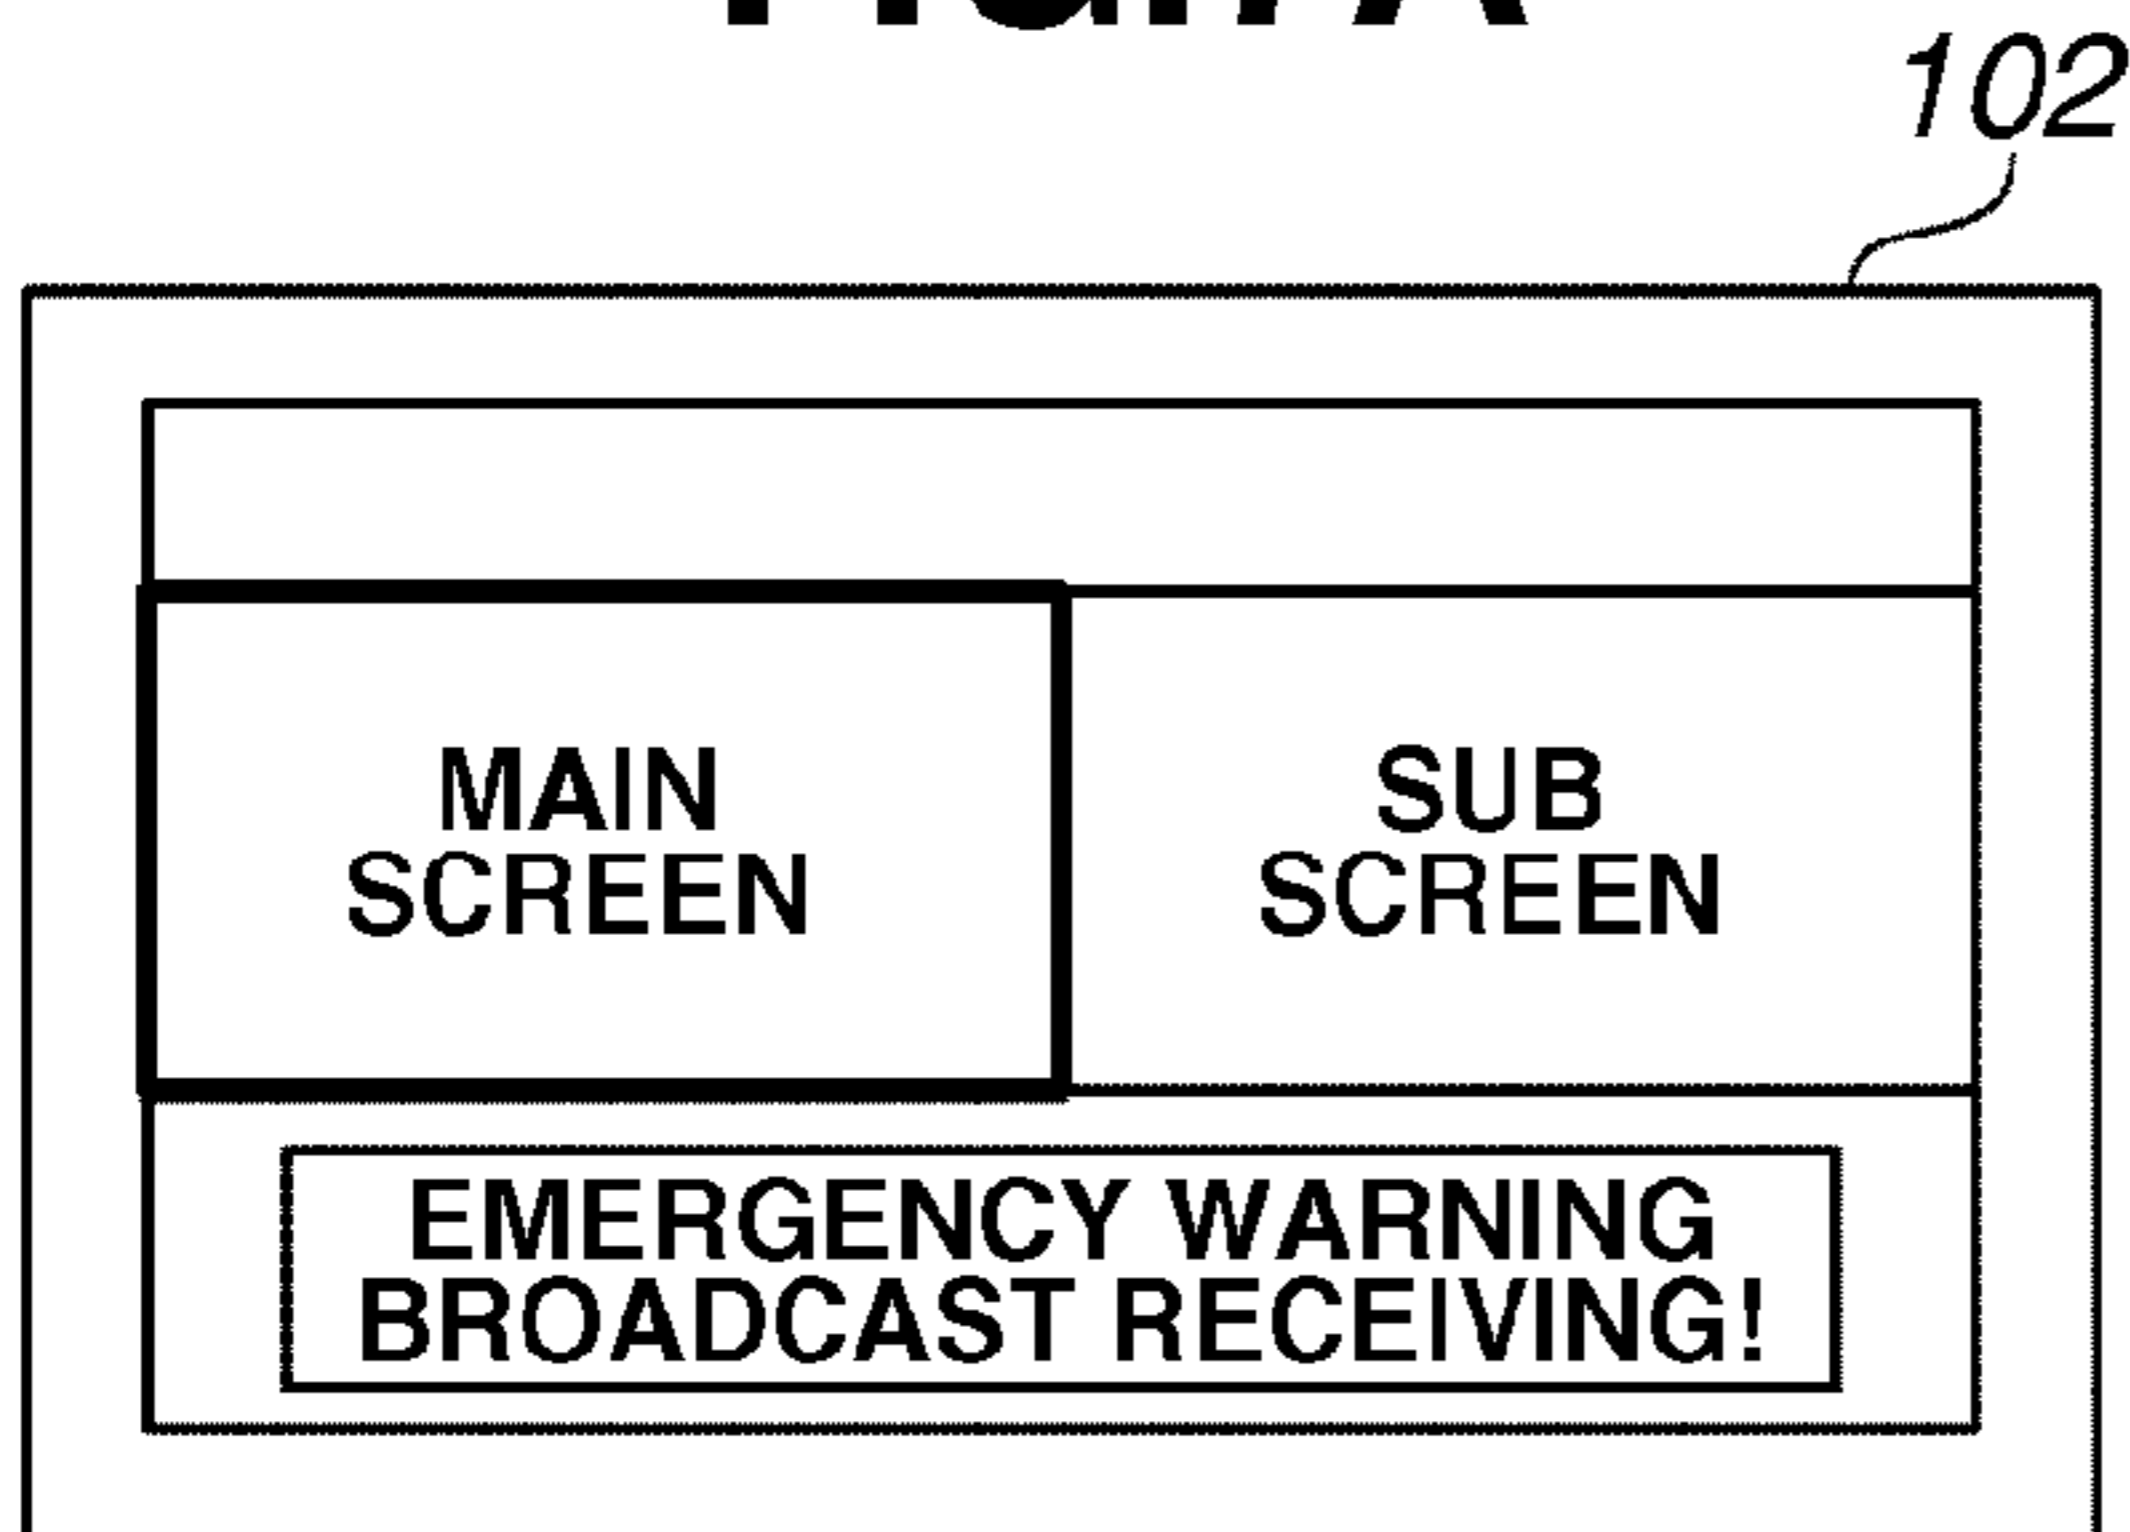 102
MAIN
SCREEN
SUB
SCREEN
EMERGENCY WARNING
BROADCAST RECEIVING!